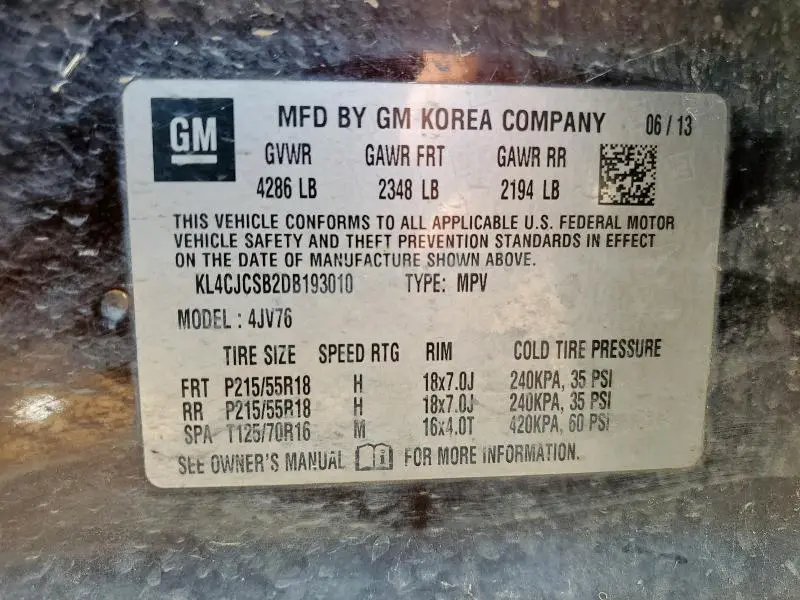 GM
MFD BY GM KOREA COMPANY 06 / 13
GVWR GAWR FRT GAWR RR
4286 LB 2348 LB 2194 LB
THIS VEHICLE CONFORMS TO ALL APPLICABLE U.S. FEDERAL MOTOR
VEHICLE SAFETY AND THEFT PREVENTION STANDARDS IN EFFECT
ON THE DATE OF MANUFACTURE SHOWN ABOVE.
KL4CJCSB2DB193010 TYPE: MPV
MODEL : 4JV76
TIRE SIZE SPEED RTG RIM COLD TIRE PRESSURE
FRT P215/55R18 H 18x7.0J 240KPA, 35 PSI
RR P215/55R18 H 18x7.0J 240KPA, 35 PSI
SPA T125/70R16 M 16x4.0T 420KPA, 60 PSI
SEE OWNER'S MANUAL FOR MORE INFORMATION.